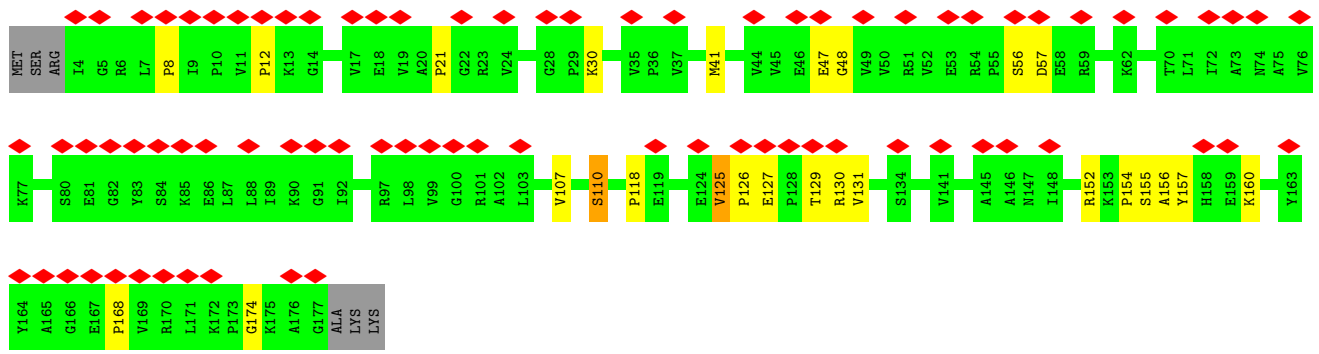 MET SER ARG I4 G5 R6 L7 P8 I9 P10 V11 P12 K13 G14 V17 E18 V19 A20 P21 G22 R23 V24 G28 P29 K30 V35 P36 V37 M41 V44 V45 E46 E47 G48 V49 V50 R51 V52 E53 R54 P55 S56 D57 E58 R59 K62 T70 L71 I72 A73 N74 A75 V76
K77 S80 E81 G82 Y83 S84 K85 E86 L87 L88 I89 K90 G91 I92 R97 L98 V99 G100 R101 A102 L103 V107 S110 P118 E119 E124 V125 P126 E127 P128 T129 R130 V131 S134 V141 A145 A146 N147 I148 R152 K153 P154 S155 A156 Y157 H158 E159 K160 Y163
Y164 A165 G166 E167 P168 V169 R170 L171 K172 P173 G174 K175 A176 G177 ALA LYS LYS